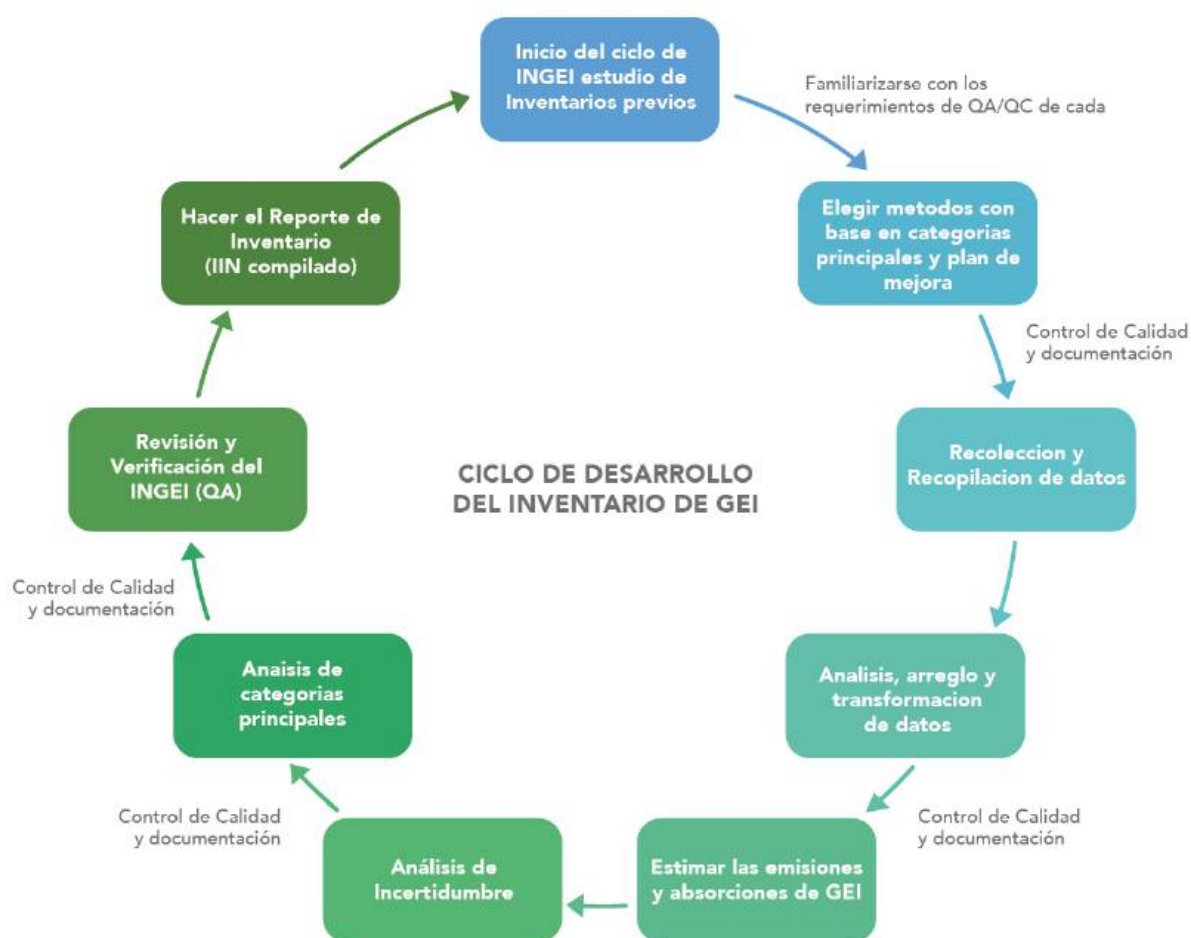 Inicio del ciclo de
INGEI estudio de
Inventarios previos
Familiarizarse con los
requerimientos de QA/QC de cada
Elegir metodos con
base en categorias
principales y plan de
mejora
Control de Calidad
y documentación
Recoleccion y
Recopilacion de datos
Analisis, arreglo y
transformacion
de datos
Control de Calidad
y documentación
Estimar las emisiones
y absorciones de GEI
Análisis de
Incertidumbre
Control de Calidad
y documentación
Anaisis de
categorias
principales
Control de Calidad
y documentación
Revisión y
Verificación del
INGEI (QA)
Hacer el Reporte de
Inventario
(IIN compilado)
CICLO DE DESARROLLO
DEL INVENTARIO DE GEI